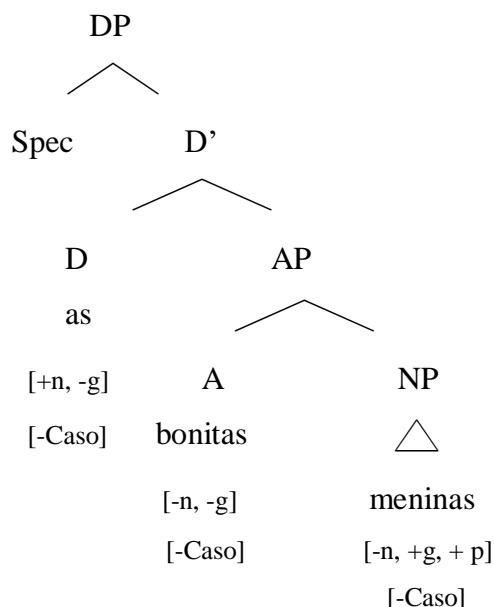 DP
Spec D’
D AP
as
[+n, -g] A NP
[-Caso] bonitas
[-n, -g] meninas
[-Caso] [-n, +g, + p]
[-Caso]